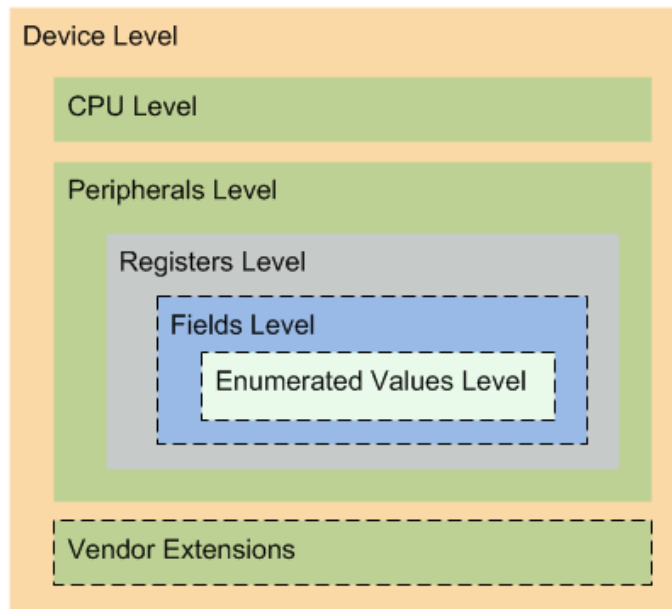 Device Level
CPU Level
Peripherals Level
Registers Level
Fields Level
Enumerated Values Level
Vendor Extensions